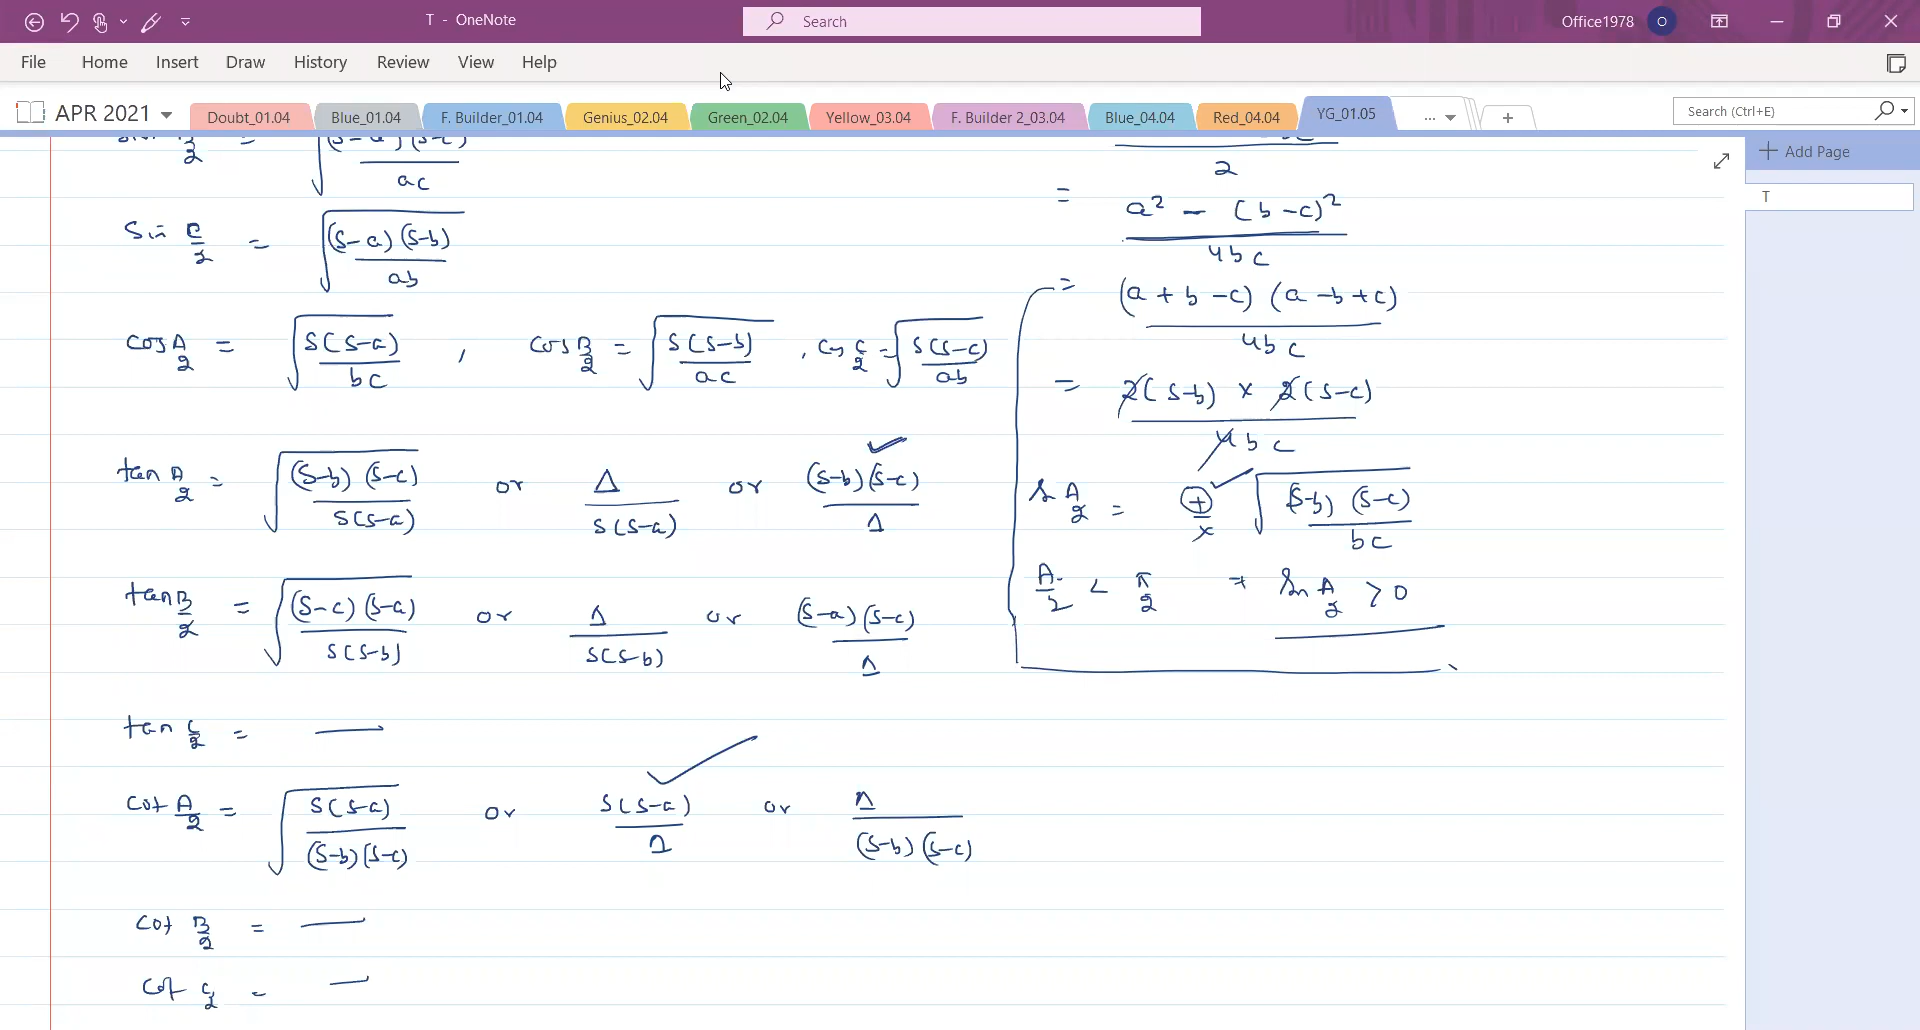 T - OneNote
Search
Office1978
O
File Home Insert Draw History Review View Help
APR 2021
Doubt_01.04 Blue_01.04 F. Builder_01.04 Genius_02.04 Green_02.04 Yellow_03.04 F. Builder 2_03.04 Blue_04.04 Red_04.04 YG_01.05 ... +
Search (Ctrl+E)
+ Add Page
T
sin B/2 = √((s-a)(s-c)/ac)
sin C/2 = √((s-a)(s-b)/ab)
cos A/2 = √(s(s-a)/bc) , cos B/2 = √(s(s-b)/ac) , cos C/2 = √(s(s-c)/ab)
tan A/2 = √((s-b)(s-c)/s(s-a)) or Δ/s(s-a) or (s-b)(s-c)/Δ ✓
tan B/2 = √((s-c)(s-a)/s(s-b)) or Δ/s(s-b) or (s-a)(s-c)/Δ
tan C/2 = —
cot A/2 = √(s(s-a)/(s-b)(s-c)) or s(s-a)/Δ ✓ or Δ/(s-b)(s-c)
cot B/2 = —
cot C/2 = —
2
= a² - (b-c)² / 4bc
= (a+b-c)(a-b+c) / 4bc
= 2(s-b) × 2(s-c) / 4bc
sin A/2 = ± √((s-b)(s-c)/bc)
A/2 < π/2 ⇒ sin A/2 > 0